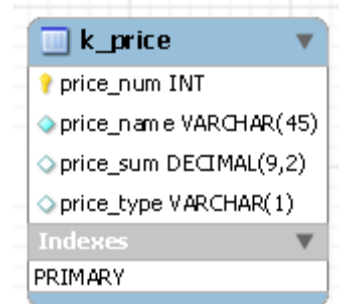 k_price
price_num INT
price_name VARCHAR(45)
price_sum DECIMAL(9,2)
price_type VARCHAR(1)
Indexes
PRIMARY